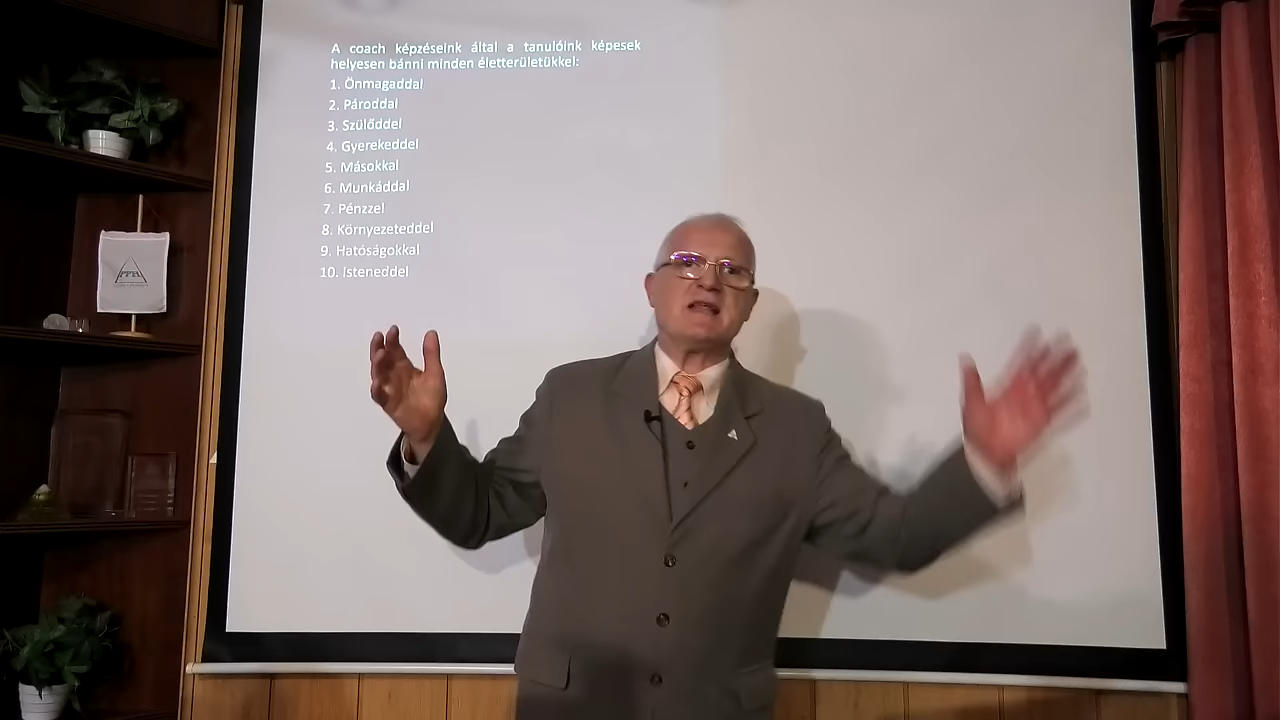 A coach képzéseink által a tanulóink képesek
helyesen bánni minden életterületükkel:
1. Önmagaddal
2. Pároddal
3. Szülőddel
4. Gyerekeddel
5. Másokkal
6. Munkáddal
7. Pénzzel
8. Környezeteddel
9. Hatóságokkal
10. Isteneddel